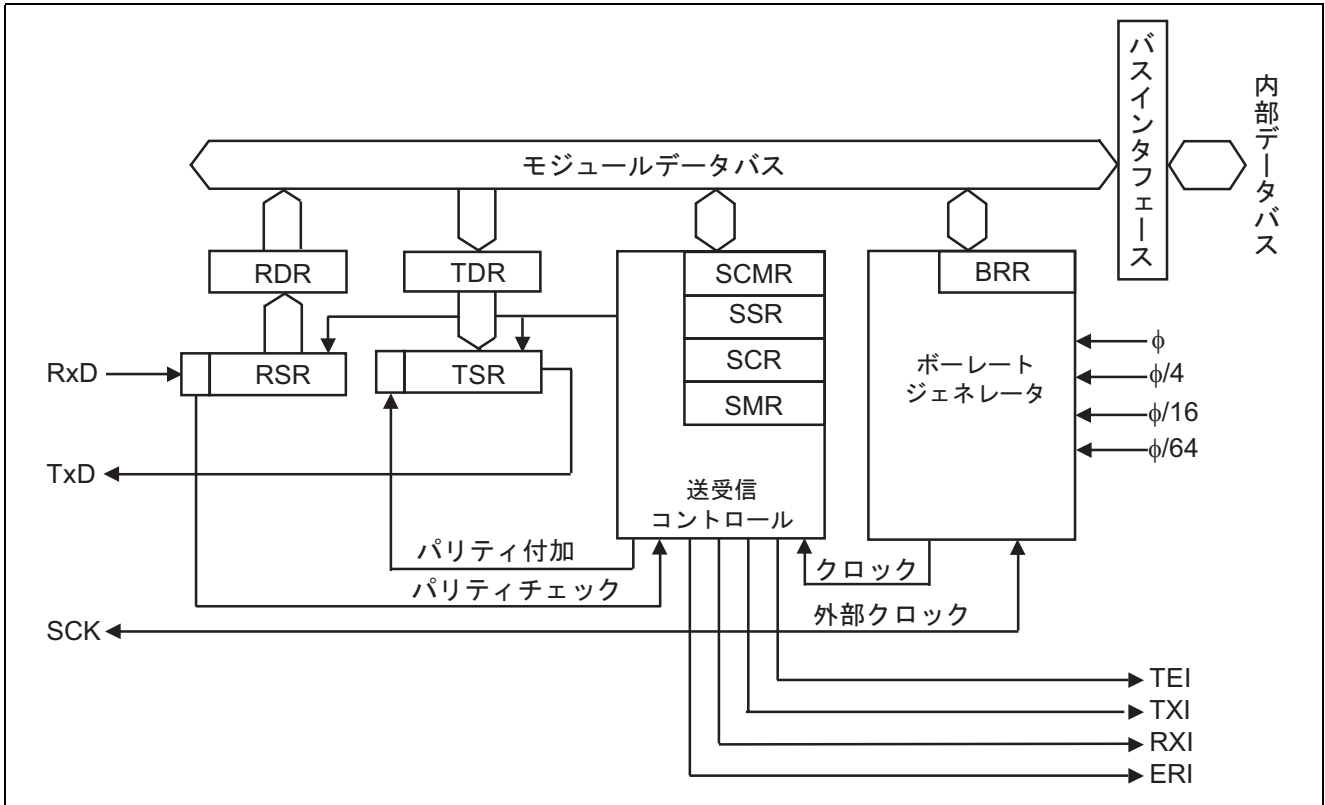 バスインタフェース
内部データバス
モジュールデータバス
RDR
TDR
SCMR
BRR
SSR
SCR
SMR
RxD
RSR
TSR
ボーレート
ジェネレータ
φ
φ/4
φ/16
φ/64
TxD
送受信
コントロール
パリティ付加
パリティチェック
クロック
外部クロック
SCK
TEI
TXI
RXI
ERI